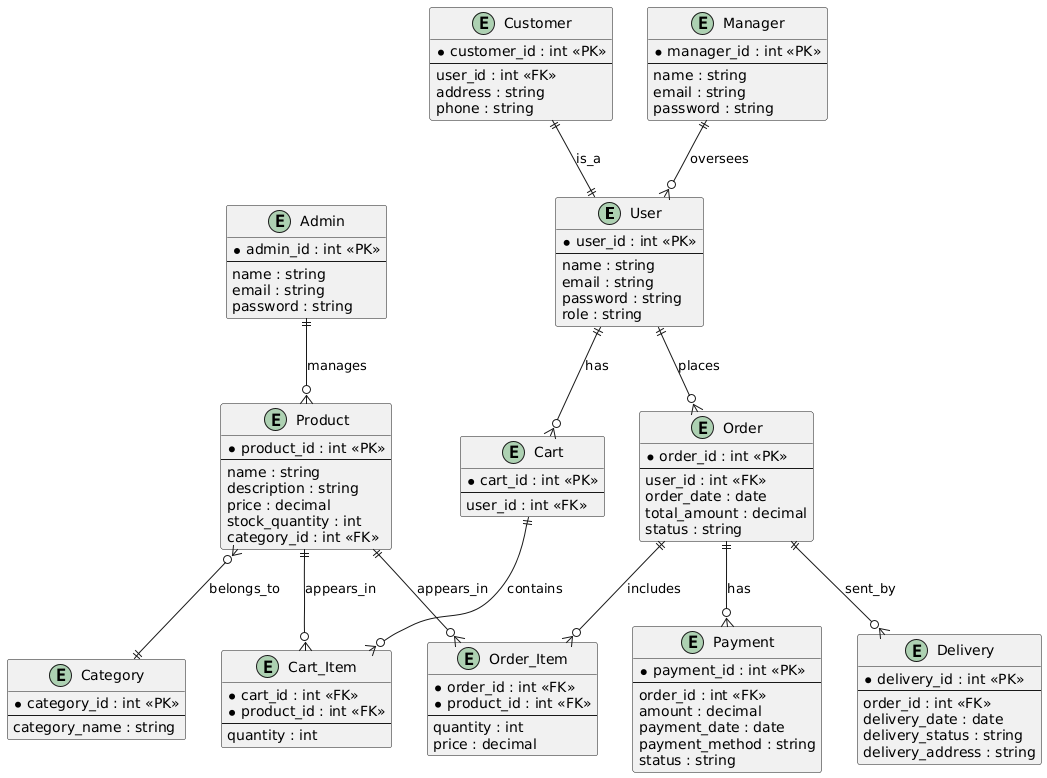 E Customer
* customer_id : int «PK»
user_id : int «FK»
address : string
phone : string
E Manager
* manager_id : int «PK»
name : string
email : string
password : string
is_a
oversees
E Admin
* admin_id : int «PK»
name : string
email : string
password : string
E User
* user_id : int «PK»
name : string
email : string
password : string
role : string
manages
has
places
E Product
* product_id : int «PK»
name : string
description : string
price : decimal
stock_quantity : int
category_id : int «FK»
E Cart
* cart_id : int «PK»
user_id : int «FK»
E Order
* order_id : int «PK»
user_id : int «FK»
order_date : date
total_amount : decimal
status : string
belongs_to
appears_in
appears_in
contains
includes
has
sent_by
E Category
* category_id : int «PK»
category_name : string
E Cart_Item
* cart_id : int «FK»
* product_id : int «FK»
quantity : int
E Order_Item
* order_id : int «FK»
* product_id : int «FK»
quantity : int
price : decimal
E Payment
* payment_id : int «PK»
order_id : int «FK»
amount : decimal
payment_date : date
payment_method : string
status : string
E Delivery
* delivery_id : int «PK»
order_id : int «FK»
delivery_date : date
delivery_status : string
delivery_address : string